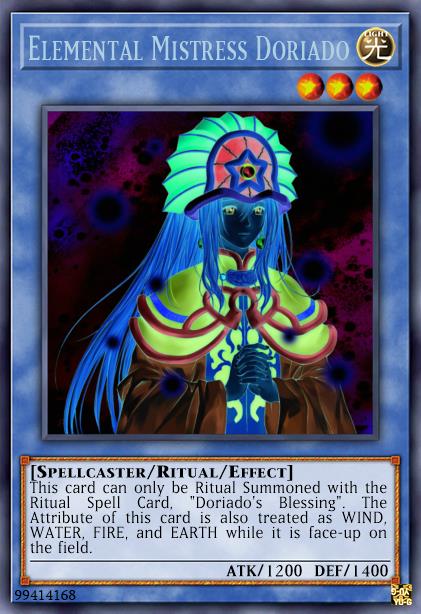 ELEMENTAL MISTRESS DORIADO
LIGHT
光
[SPELLCASTER/RITUAL/EFFECT]
This card can only be Ritual Summoned with the
Ritual Spell Card, "Doriado's Blessing". The
Attribute of this card is also treated as WIND,
WATER, FIRE, and EARTH while it is face-up on
the field.
ATK/1200 DEF/1400
99414168